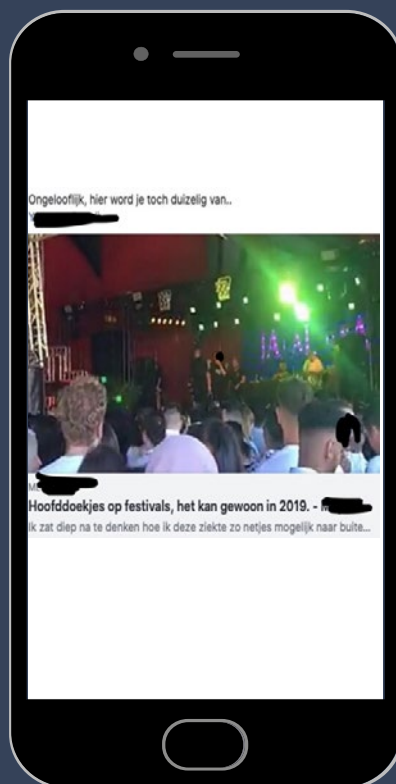 Ongelooflijk, hier word je toch duizelig van..
Hoofddoekjes op festivals, het kan gewoon in 2019. -
Ik zat diep na te denken hoe ik deze ziekte zo netjes mogelijk naar buite...